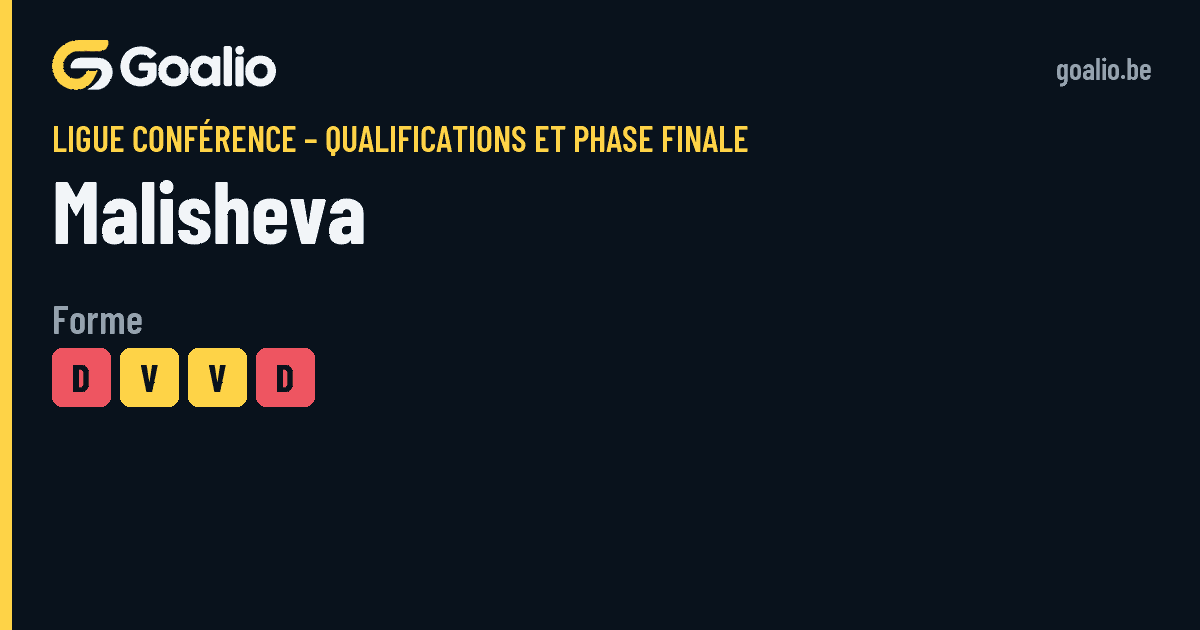 Goalio
goalio.be
LIGUE CONFÉRENCE – QUALIFICATIONS ET PHASE FINALE
Malisheva
Forme
D V V D